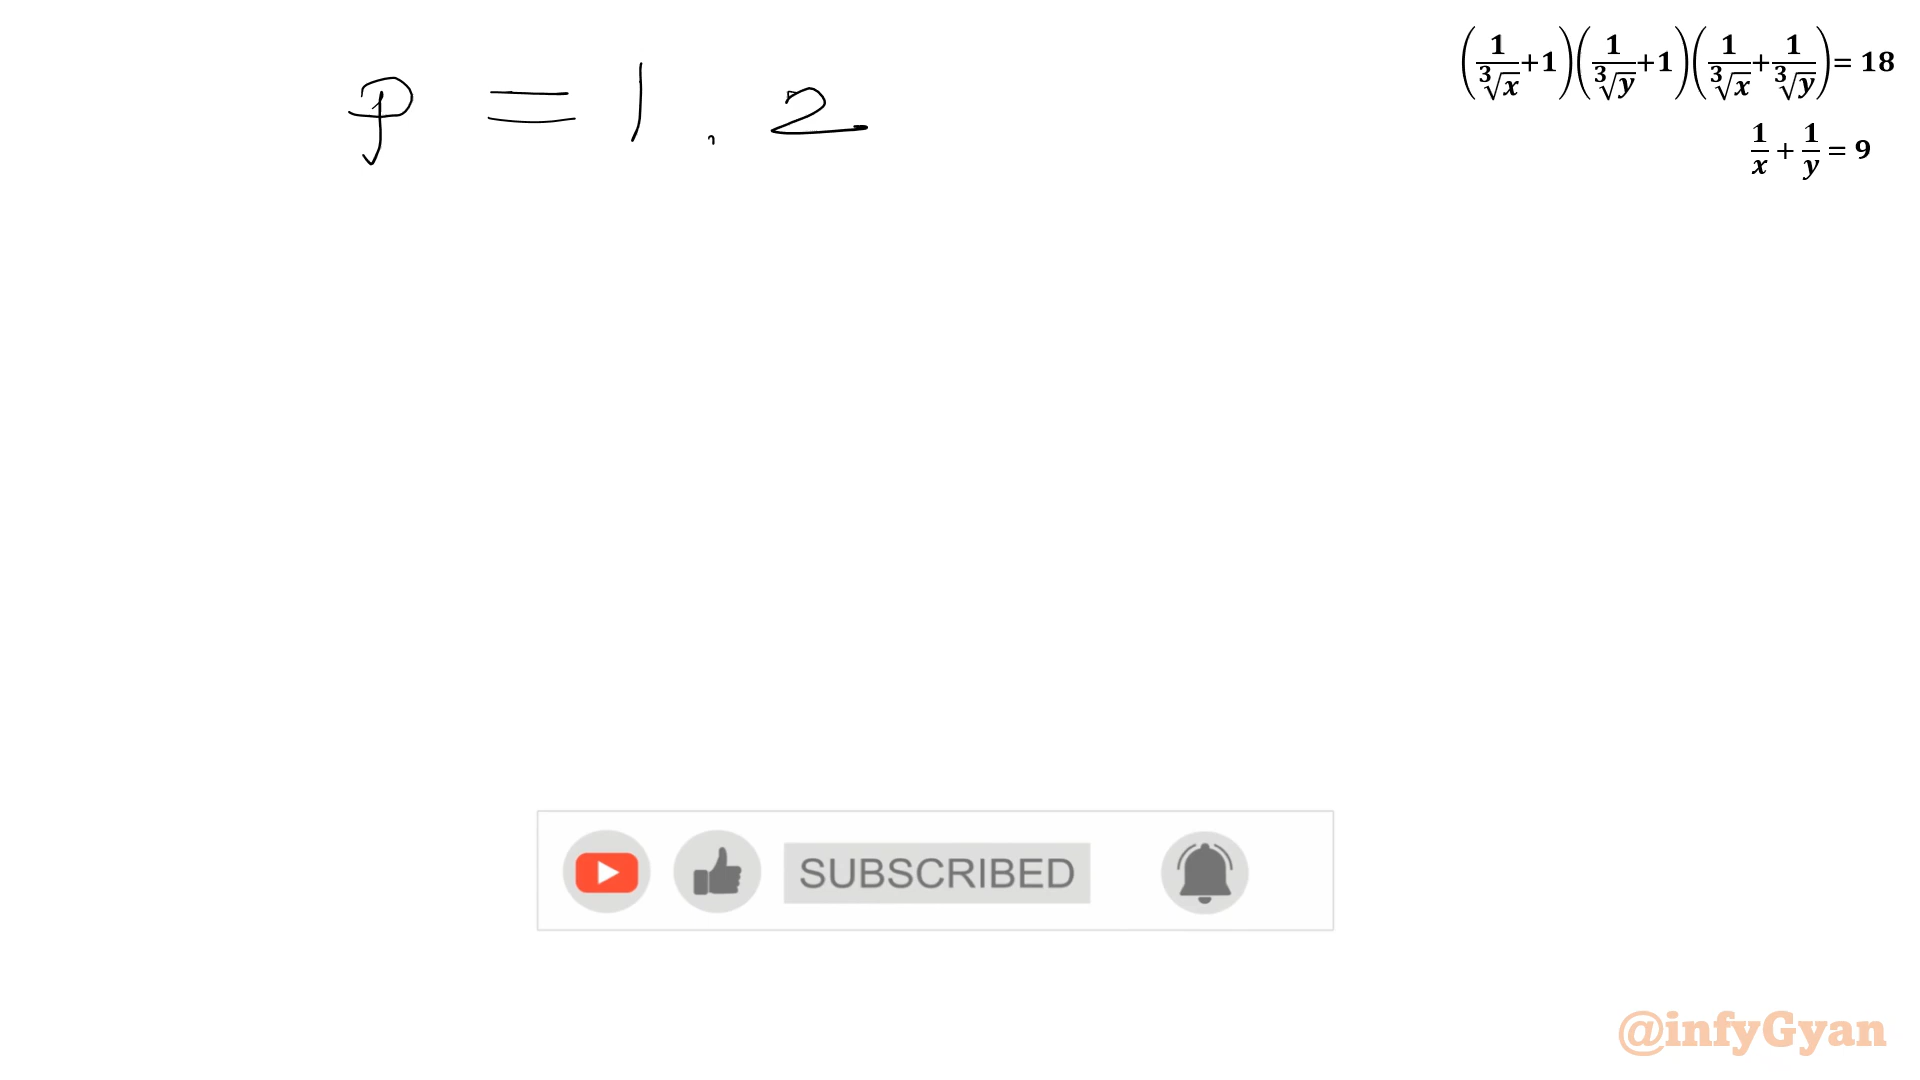 p = 1, 2
(1/∛x + 1)(1/∛y + 1)(1/∛x + 1/∛y) = 18
1/x + 1/y = 9
SUBSCRIBED
@infyGyan